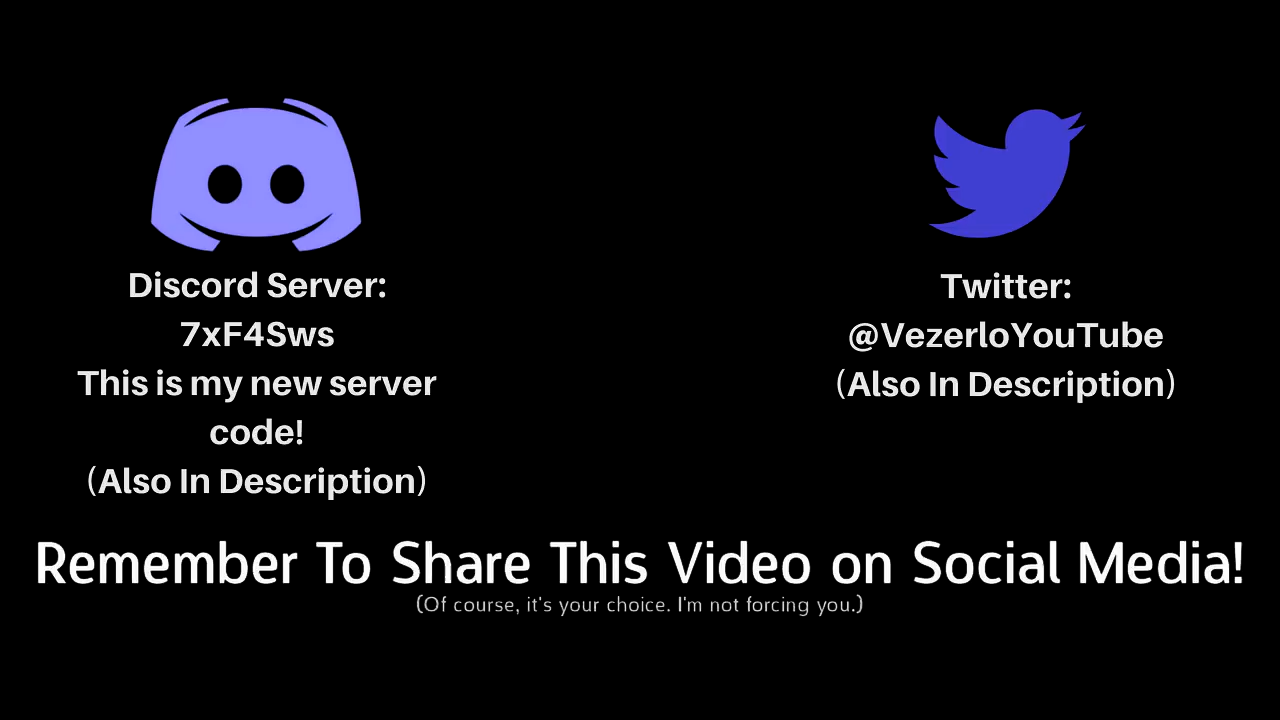 Discord Server:
7xF4Sws
This is my new server
code!
(Also In Description)
Twitter:
@VezerloYouTube
(Also In Description)
Remember To Share This Video on Social Media!
(Of course, it's your choice. I'm not forcing you.)